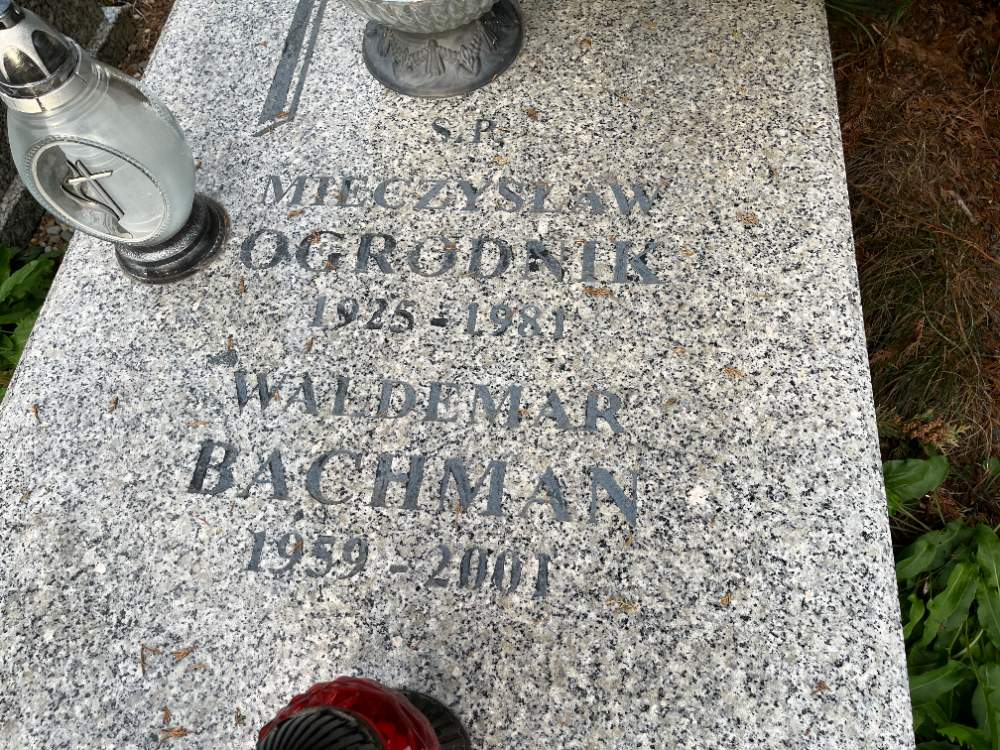 Ś.P.
MIECZYSŁAW
OGRODNIK
1925 - 1981
WALDEMAR
BACHMAN
1959 - 2001